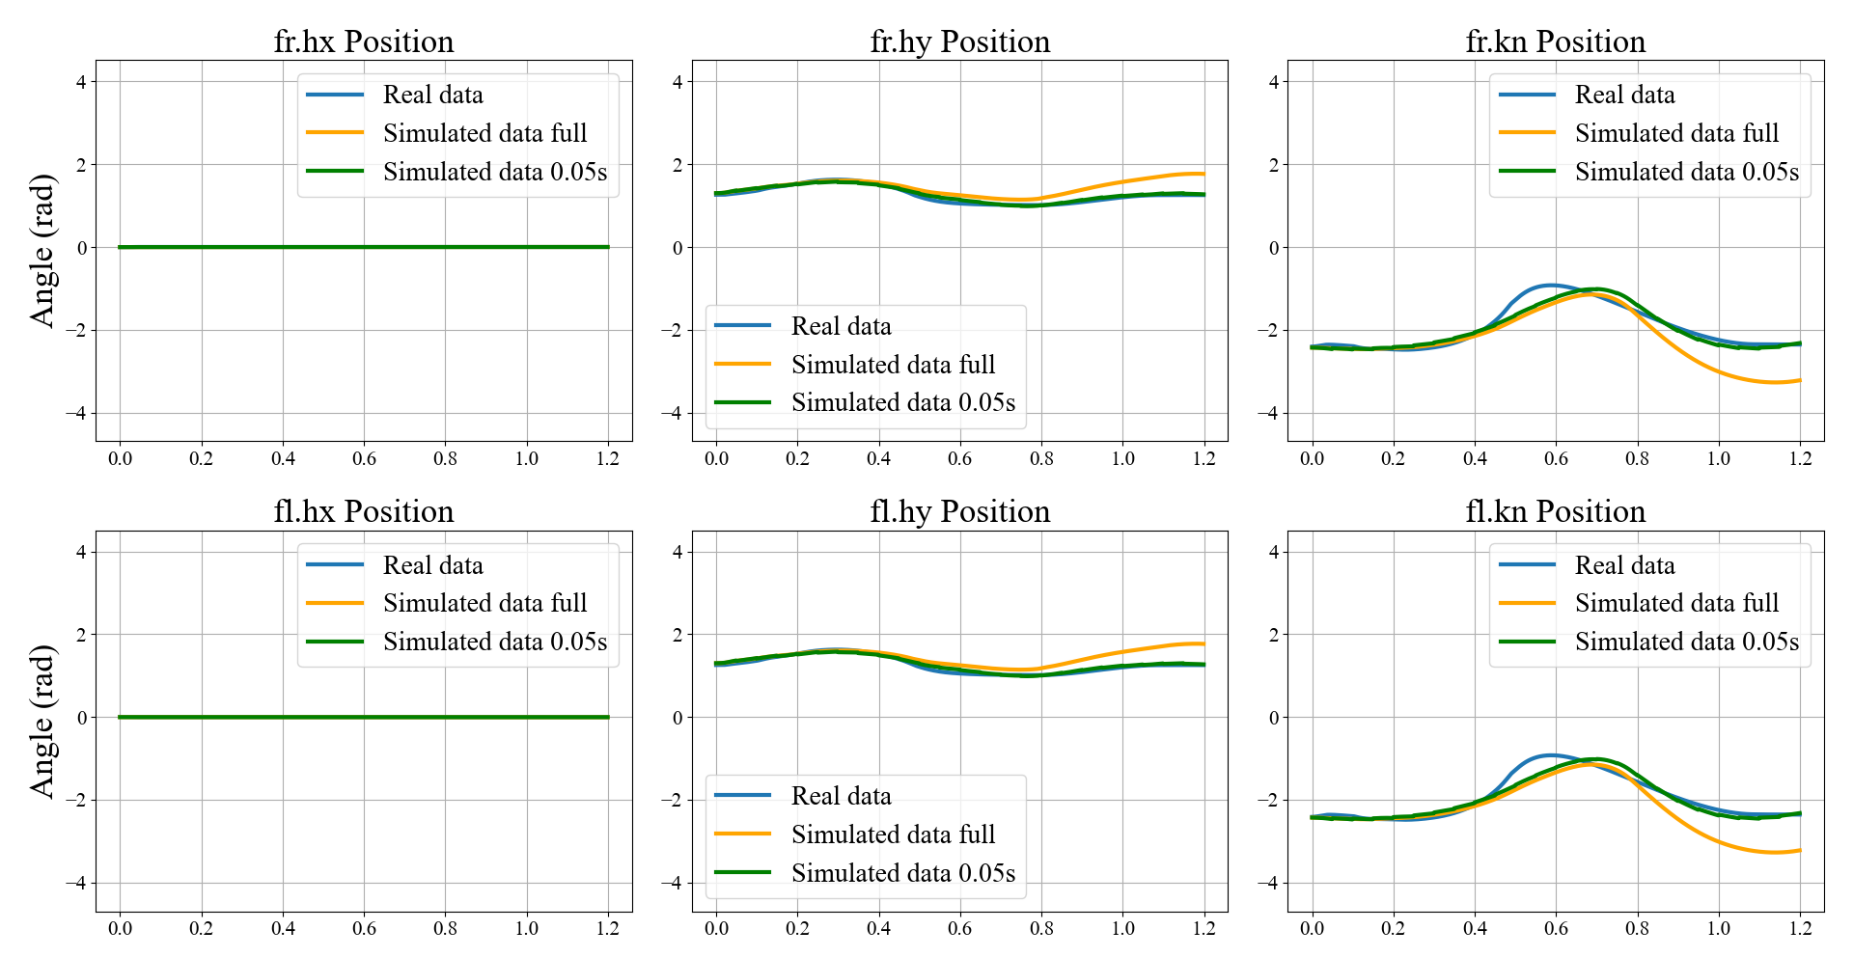 fr.hx Position
fr.hy Position
fr.kn Position
Angle (rad)
4
2
0
−2
−4
0.0 0.2 0.4 0.6 0.8 1.0 1.2
Real data
Simulated data full
Simulated data 0.05s
4
2
0
−2
−4
0.0 0.2 0.4 0.6 0.8 1.0 1.2
Real data
Simulated data full
Simulated data 0.05s
4
2
0
−2
−4
0.0 0.2 0.4 0.6 0.8 1.0 1.2
Real data
Simulated data full
Simulated data 0.05s
fl.hx Position
fl.hy Position
fl.kn Position
Angle (rad)
4
2
0
−2
−4
0.0 0.2 0.4 0.6 0.8 1.0 1.2
Real data
Simulated data full
Simulated data 0.05s
4
2
0
−2
−4
0.0 0.2 0.4 0.6 0.8 1.0 1.2
Real data
Simulated data full
Simulated data 0.05s
4
2
0
−2
−4
0.0 0.2 0.4 0.6 0.8 1.0 1.2
Real data
Simulated data full
Simulated data 0.05s